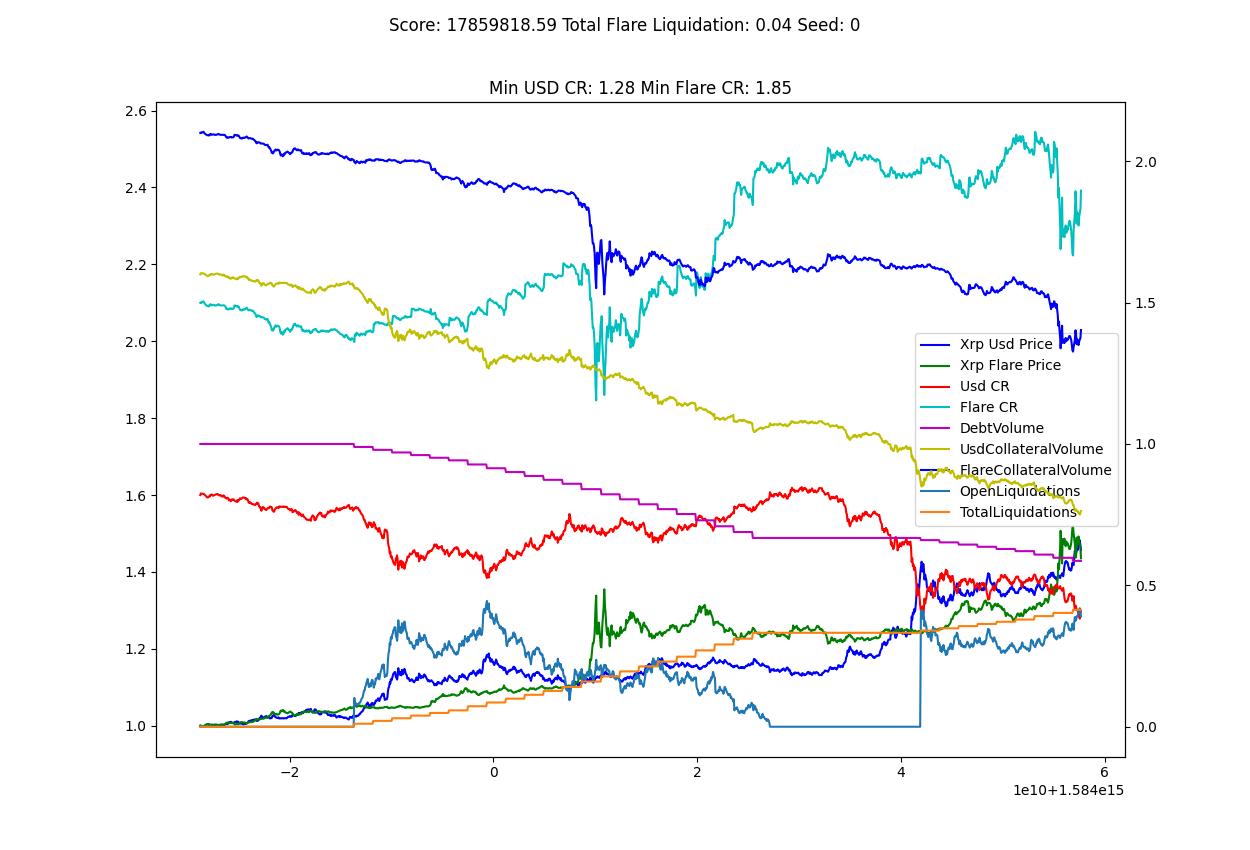 Score: 17859818.59 Total Flare Liquidation: 0.04 Seed: 0
Min USD CR: 1.28 Min Flare CR: 1.85
2.6
2.4
2.2
2.0
1.8
1.6
1.4
1.2
1.0
2.0
1.5
1.0
0.5
0.0
Xrp Usd Price
Xrp Flare Price
Usd CR
Flare CR
DebtVolume
UsdCollateralVolume
FlareCollateralVolume
OpenLiquidations
TotalLiquidations
−2
0
2
4
6
1e10+1.584e15